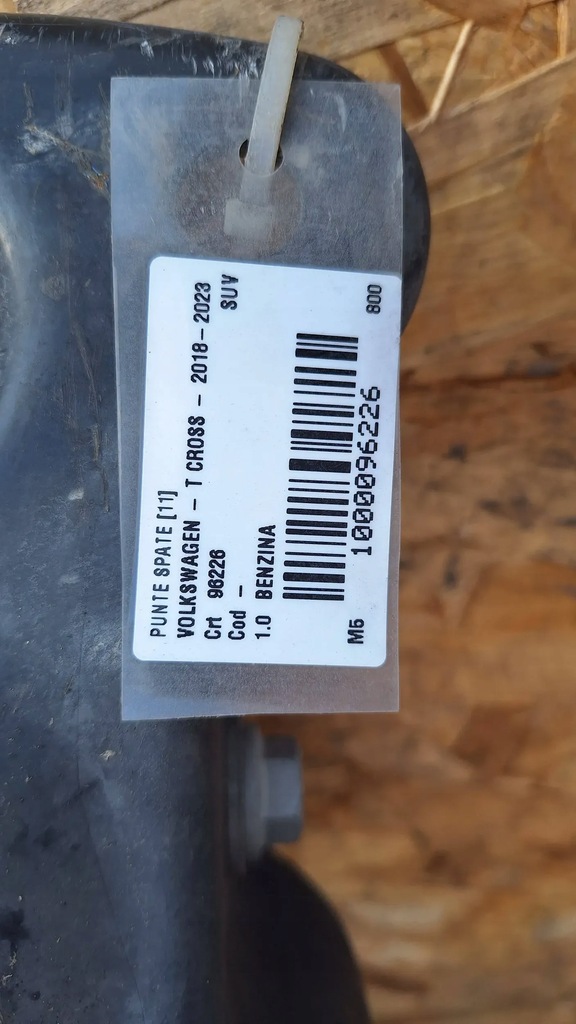 PUNTE SPATE [11]
VOLKSWAGEN - T CROSS - 2018-2023
Crt 96226 SUV
Cod -
1.0 BENZINA
1000096226
M5 800